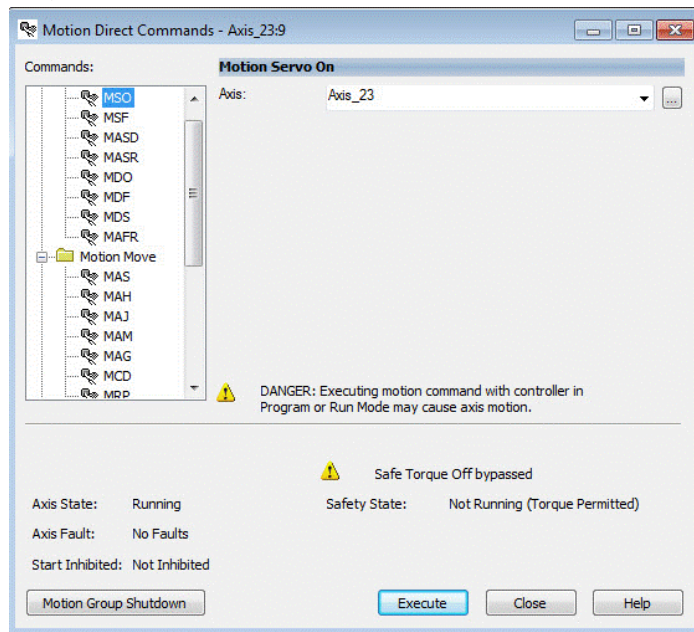 Motion Direct Commands - Axis_23:9
Commands:
Motion Servo On
MSO
Axis:
Axis_23
...
MSF
MASD
MASR
MDO
MDF
MDS
MAFR
Motion Move
MAS
MAH
MAJ
MAM
MAG
MCD
MRP
DANGER: Executing motion command with controller in
Program or Run Mode may cause axis motion.
Safe Torque Off bypassed
Axis State: Running
Safety State: Not Running (Torque Permitted)
Axis Fault: No Faults
Start Inhibited: Not Inhibited
Motion Group Shutdown
Execute
Close
Help